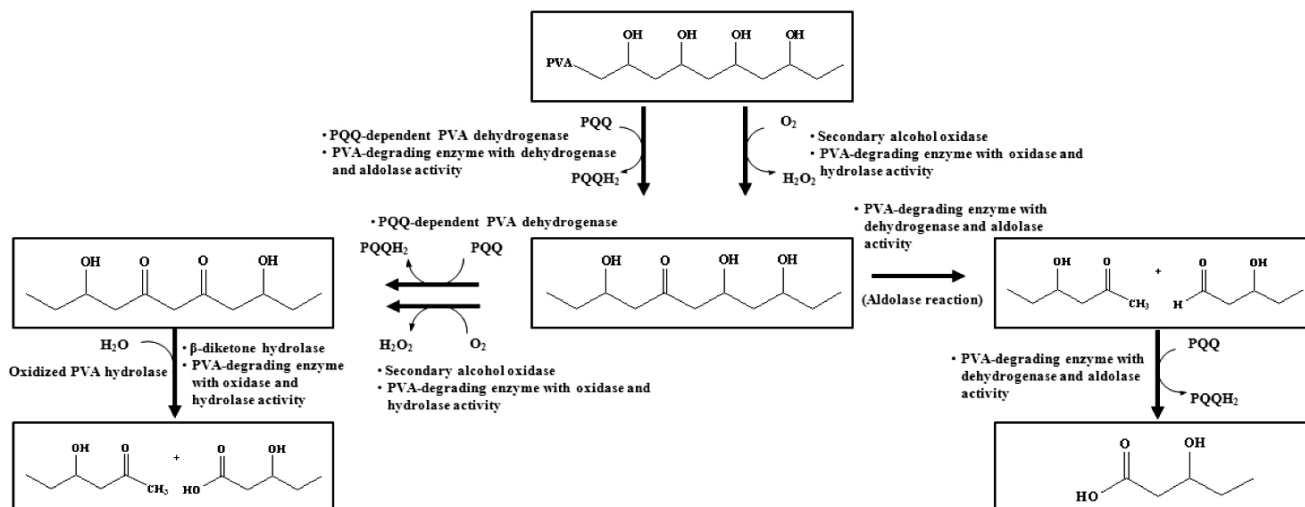 OH OH OH OH
PVA
• PQQ-dependent PVA dehydrogenase
• PVA-degrading enzyme with dehydrogenase
and aldolase activity
PQQ
PQQH2
O2
H2O2
• Secondary alcohol oxidase
• PVA-degrading enzyme with oxidase and
hydrolase activity
• PQQ-dependent PVA dehydrogenase
PQQH2 PQQ
H2O2 O2
• Secondary alcohol oxidase
• PVA-degrading enzyme with oxidase and
hydrolase activity
OH O O OH
OH O OH OH
• PVA-degrading enzyme with
dehydrogenase and aldolase
activity
(Aldolase reaction)
OH O + O OH
CH3 H
H2O
Oxidized PVA hydrolase
• β-diketone hydrolase
• PVA-degrading enzyme
with oxidase and
hydrolase activity
• PVA-degrading enzyme with
dehydrogenase and aldolase
activity
PQQ
PQQH2
OH O + O OH
CH3 HO
O OH
HO